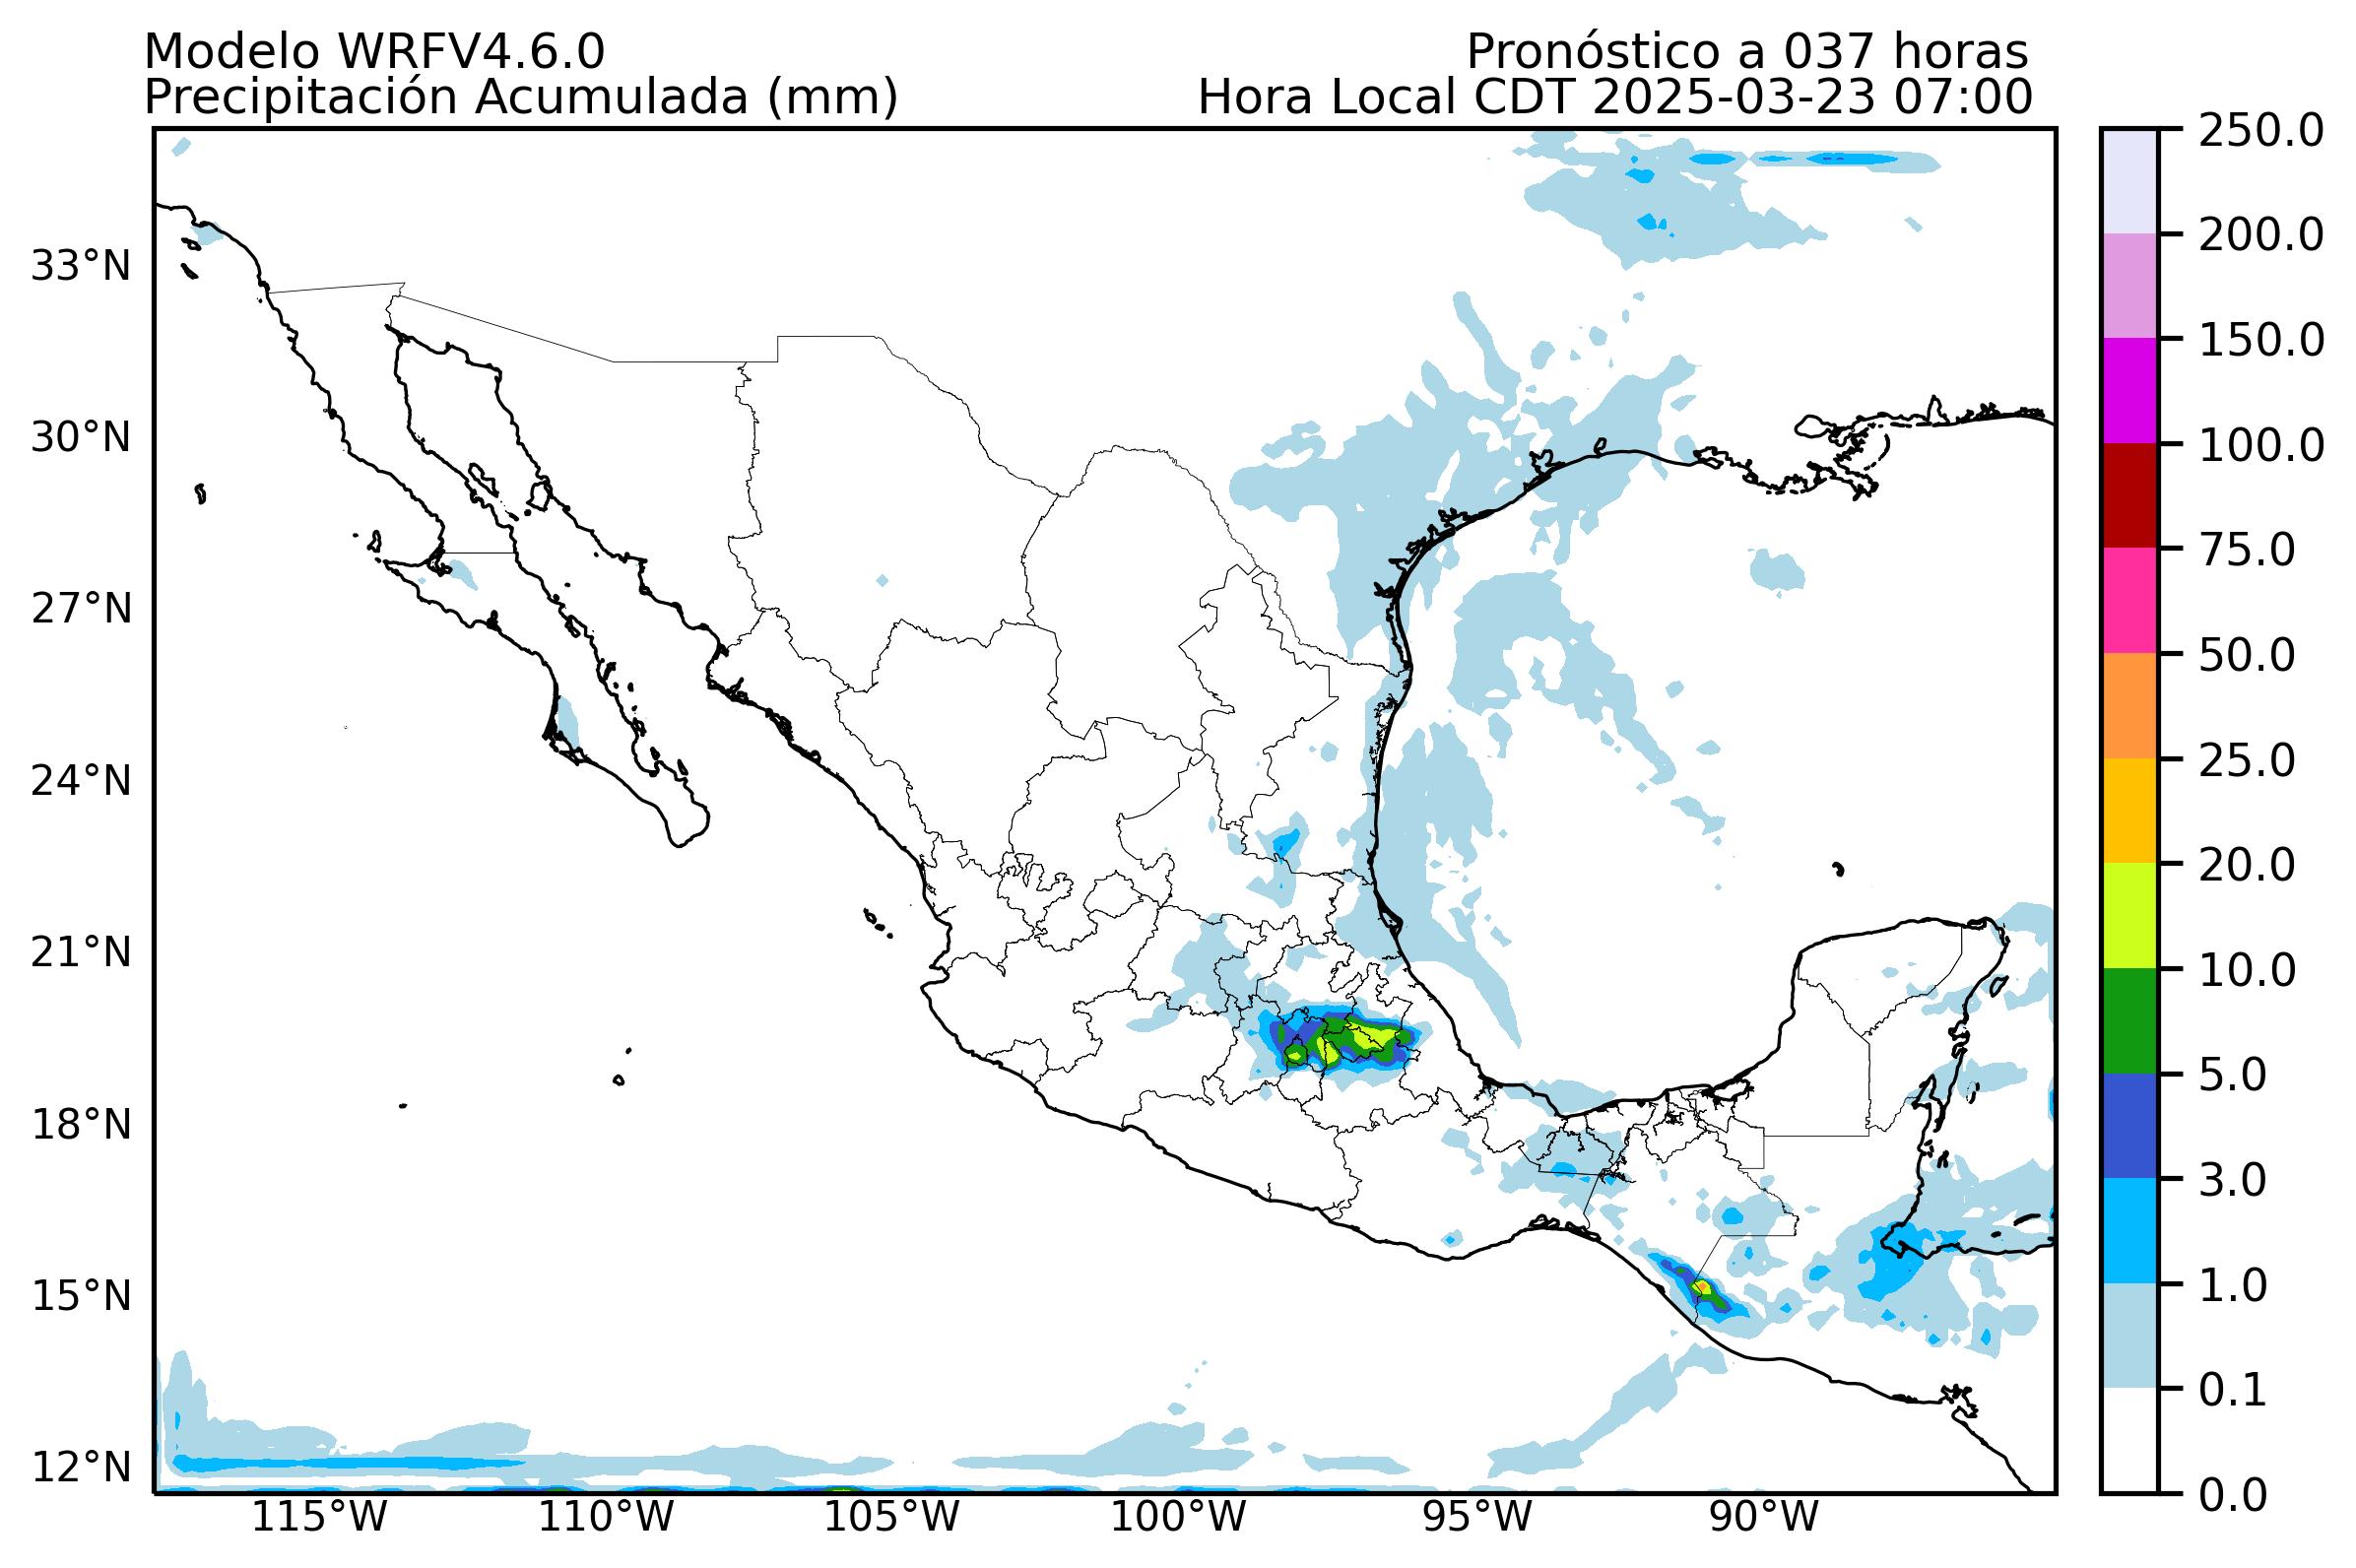 Modelo WRFV4.6.0
Pronóstico a 037 horas
Precipitación Acumulada (mm)
Hora Local CDT 2025-03-23 07:00
33°N
30°N
27°N
24°N
21°N
18°N
15°N
12°N
115°W
110°W
105°W
100°W
95°W
90°W
250.0
200.0
150.0
100.0
75.0
50.0
25.0
20.0
10.0
5.0
3.0
1.0
0.1
0.0